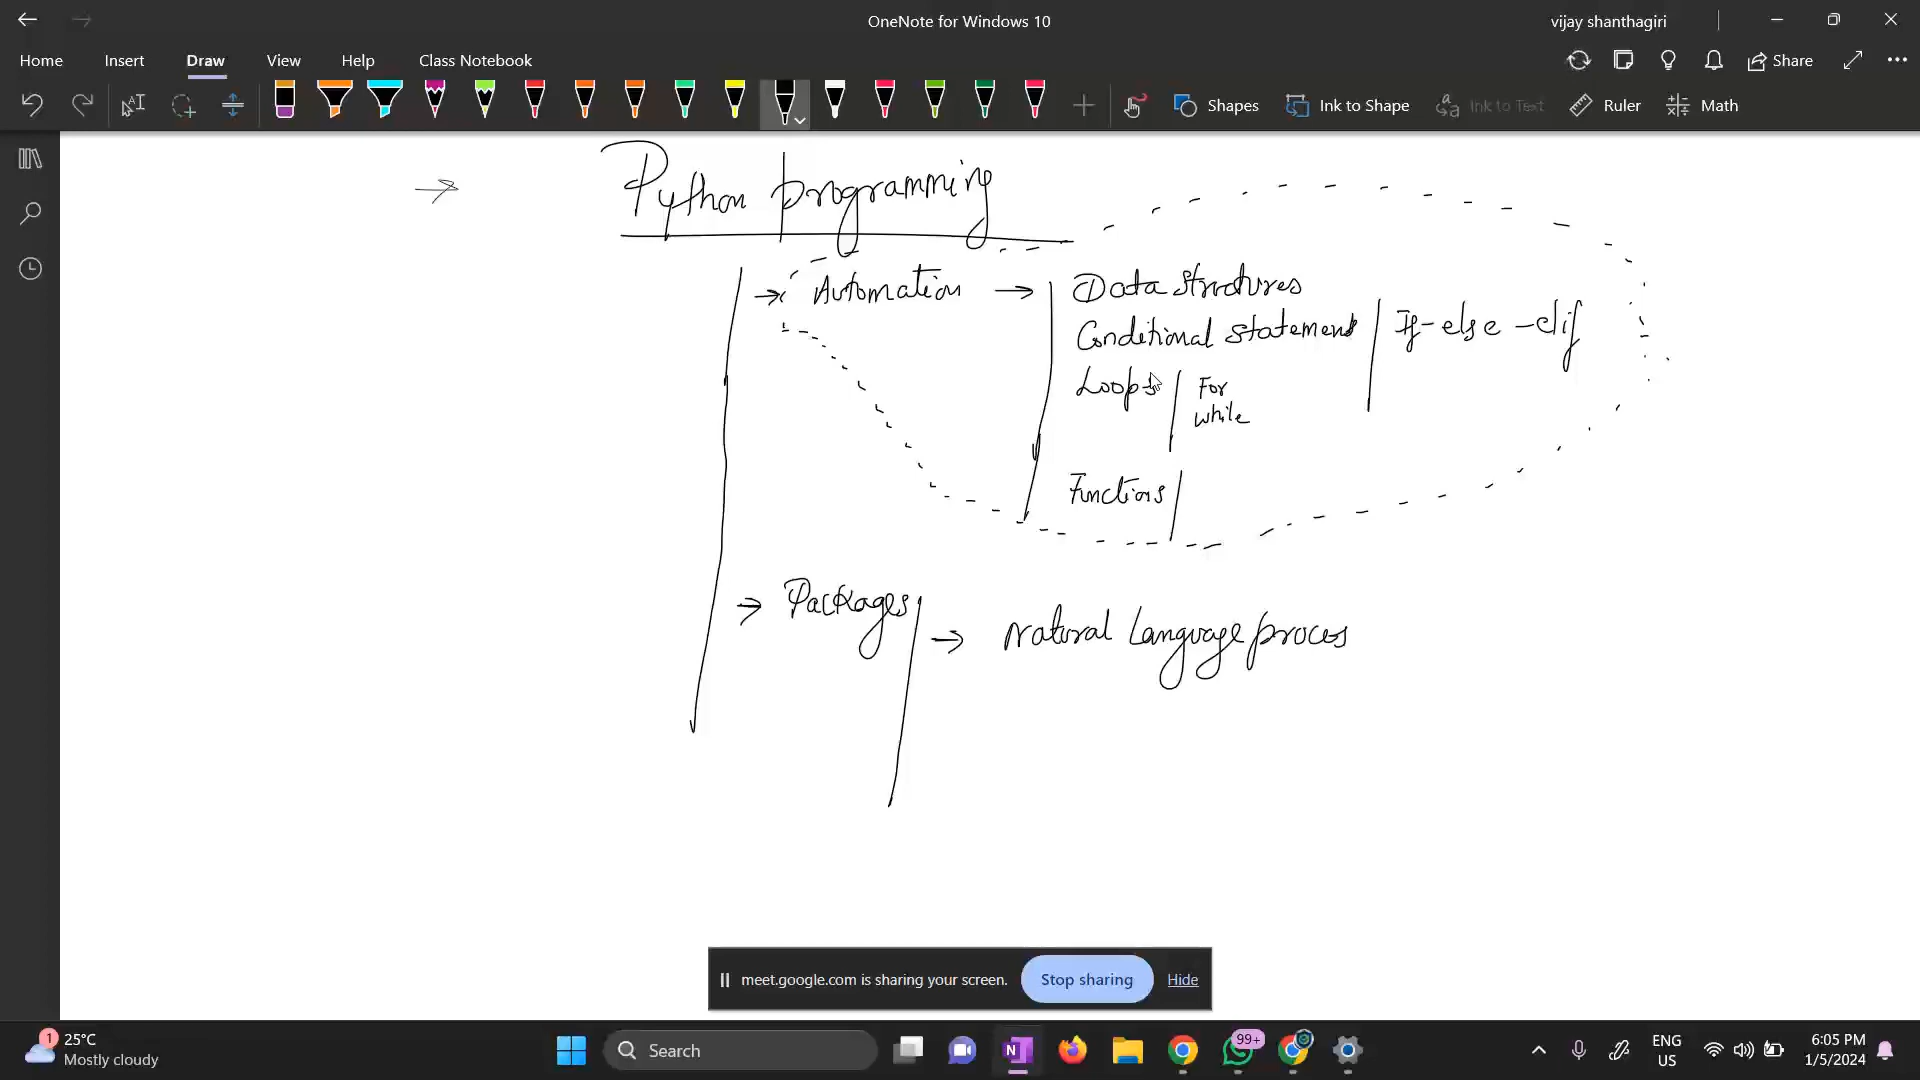 OneNote for Windows 10
vijay shanthagiri
Home Insert Draw View Help Class Notebook
Share
Shapes Ink to Shape Ink to Text Ruler Math
Python programming
Automation
Data Structures
Conditional Statement If-else-elif
Loops For
while
Functions
Packages
Natural Language proces
meet.google.com is sharing your screen. Stop sharing Hide
1 25°C
Mostly cloudy
Search
99+
ENG
US
6:05 PM
1/5/2024